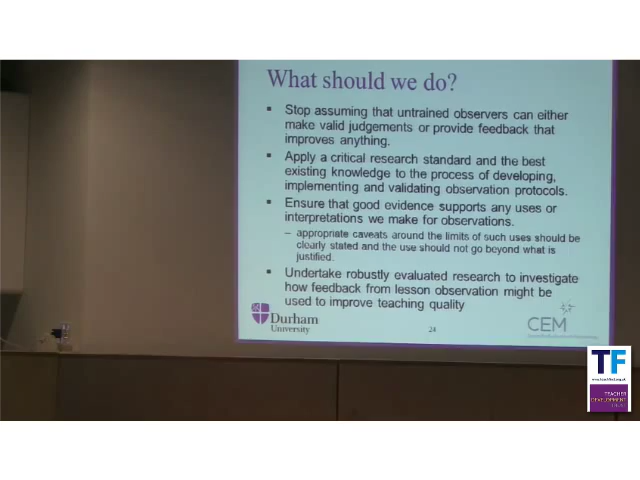 What should we do?
Stop assuming that untrained observers can either
make valid judgements or provide feedback that
improves anything.
Apply a critical research standard and the best
existing knowledge to the process of developing,
implementing and validating observation protocols.
Ensure that good evidence supports any uses or
interpretations we make for observations.
– appropriate caveats around the limits of such uses should be
clearly stated and the use should not go beyond what is
justified.
Undertake robustly evaluated research to investigate
how feedback from lesson observation might be
used to improve teaching quality
Durham
University
24
CEM
TF
TEACHER
DEVELOPMENT
TRUST